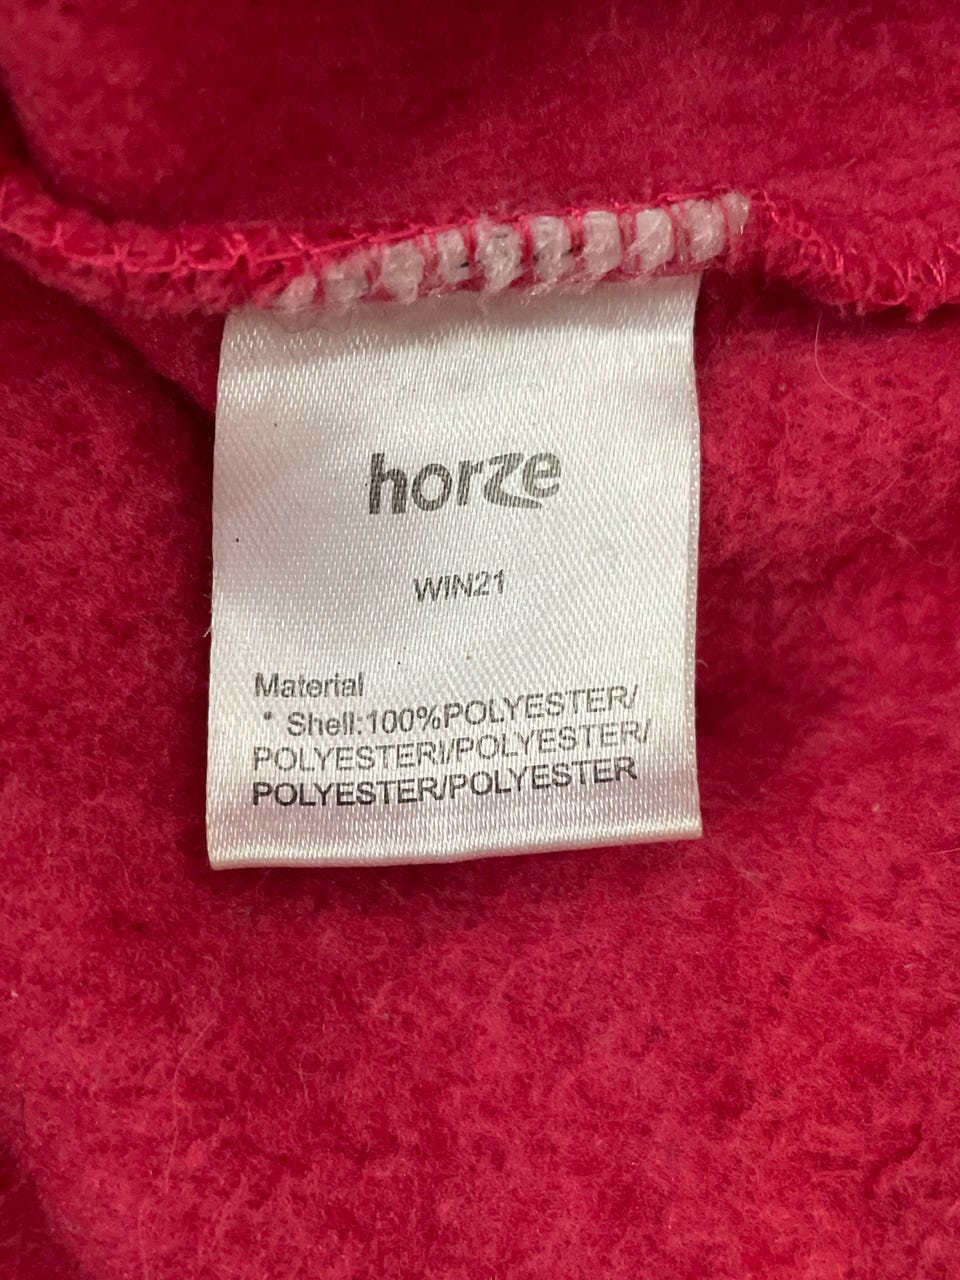 horze
WIN21
Material
* Shell:100%POLYESTER/
POLYESTERI/POLYESTER/
POLYESTER/POLYESTER